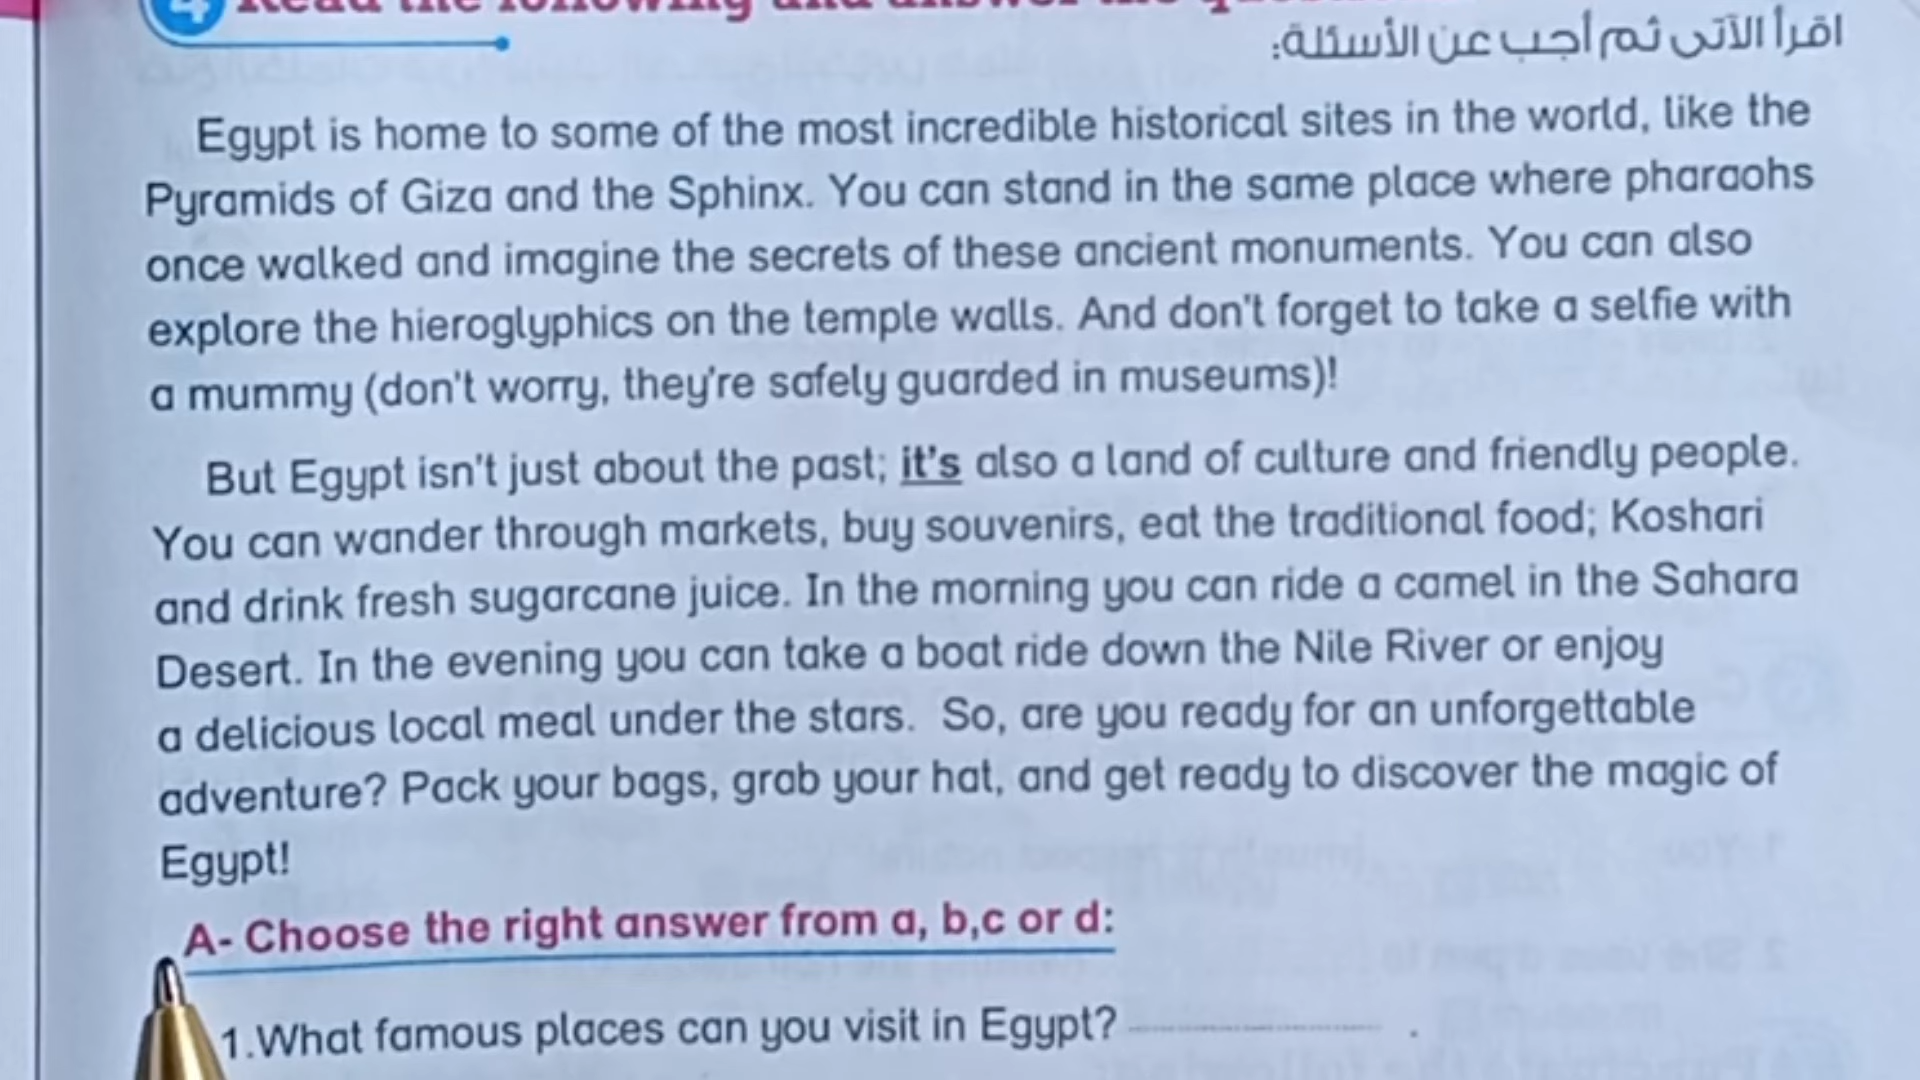 4 Read the following and answer the
اقرأ الآتى ثم أجب عن الأسئلة:
Egypt is home to some of the most incredible historical sites in the world, like the
Pyramids of Giza and the Sphinx. You can stand in the same place where pharaohs
once walked and imagine the secrets of these ancient monuments. You can also
explore the hieroglyphics on the temple walls. And don't forget to take a selfie with
a mummy (don't worry, they're safely guarded in museums)!
But Egypt isn't just about the past; it's also a land of culture and friendly people.
You can wander through markets, buy souvenirs, eat the traditional food; Koshari
and drink fresh sugarcane juice. In the morning you can ride a camel in the Sahara
Desert. In the evening you can take a boat ride down the Nile River or enjoy
a delicious local meal under the stars. So, are you ready for an unforgettable
adventure? Pack your bags, grab your hat, and get ready to discover the magic of
Egypt!
A- Choose the right answer from a, b,c or d:
1.What famous places can you visit in Egypt? .